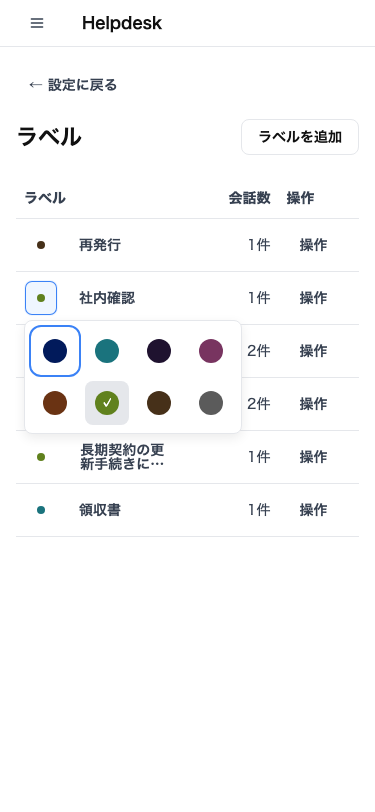 Helpdesk
← 設定に戻る
ラベル
ラベルを追加
ラベル 会話数 操作
再発行 1件 操作
社内確認 1件 操作
2件 操作
2件 操作
長期契約の更
新手続きに… 1件 操作
領収書 1件 操作